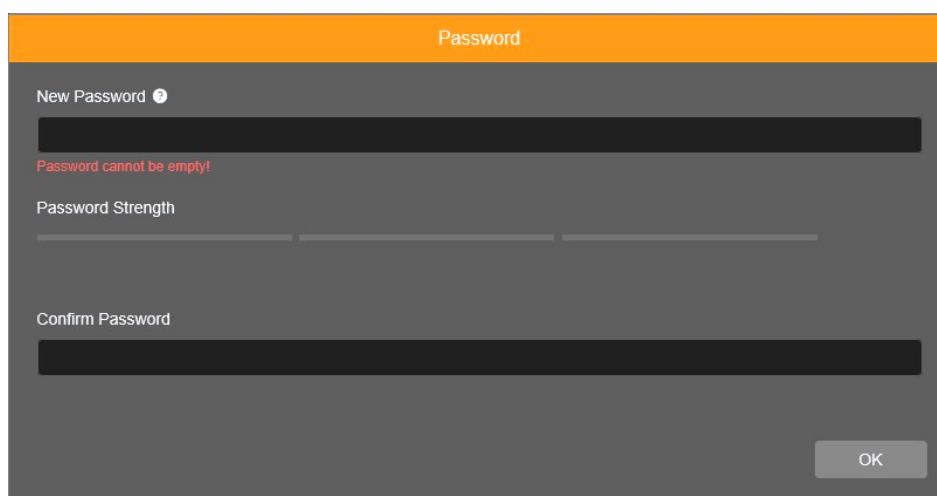 Password
New Password ?
Password cannot be empty!
Password Strength
Confirm Password
OK